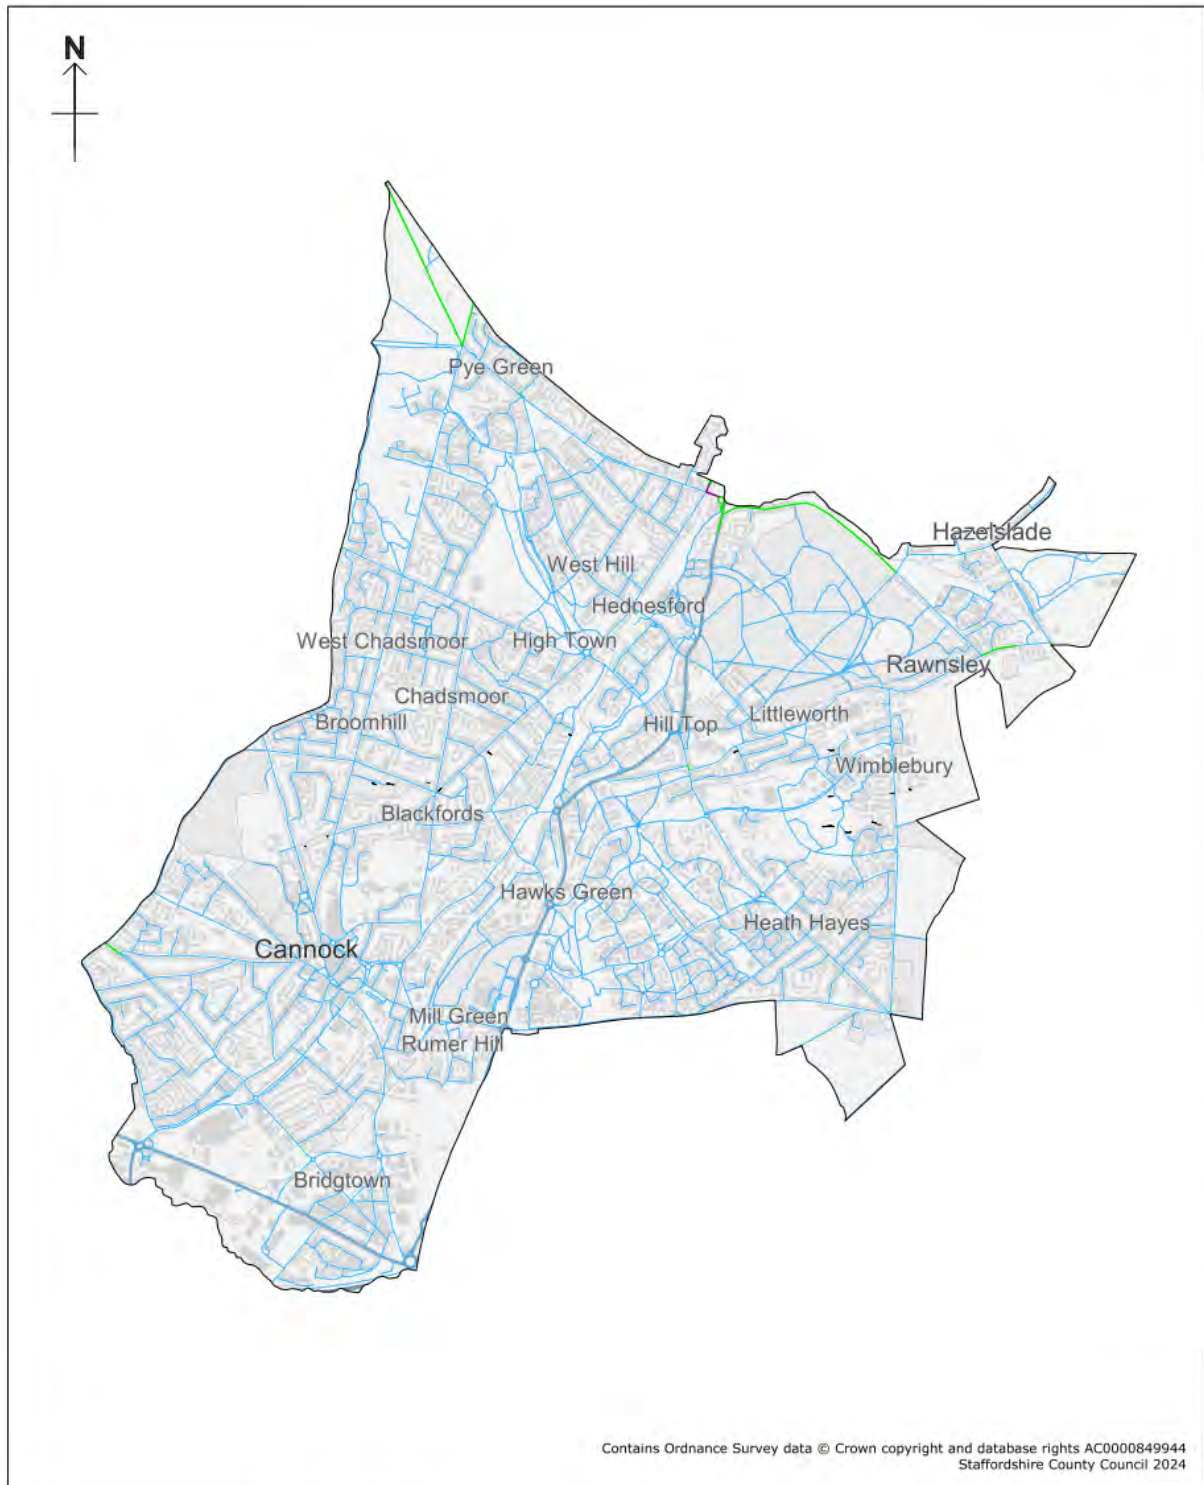 N
Pye Green
Hazelslade
West Hill
Hednesford
West Chadsmoor
High Town
Rawnsley
Chadsmoor
Broomhill
Hill Top
Littleworth
Wimblebury
Blackfords
Hawks Green
Heath Hayes
Cannock
Mill Green
Rumer Hill
Bridgtown
Contains Ordnance Survey data © Crown copyright and database rights AC0000849944
Staffordshire County Council 2024